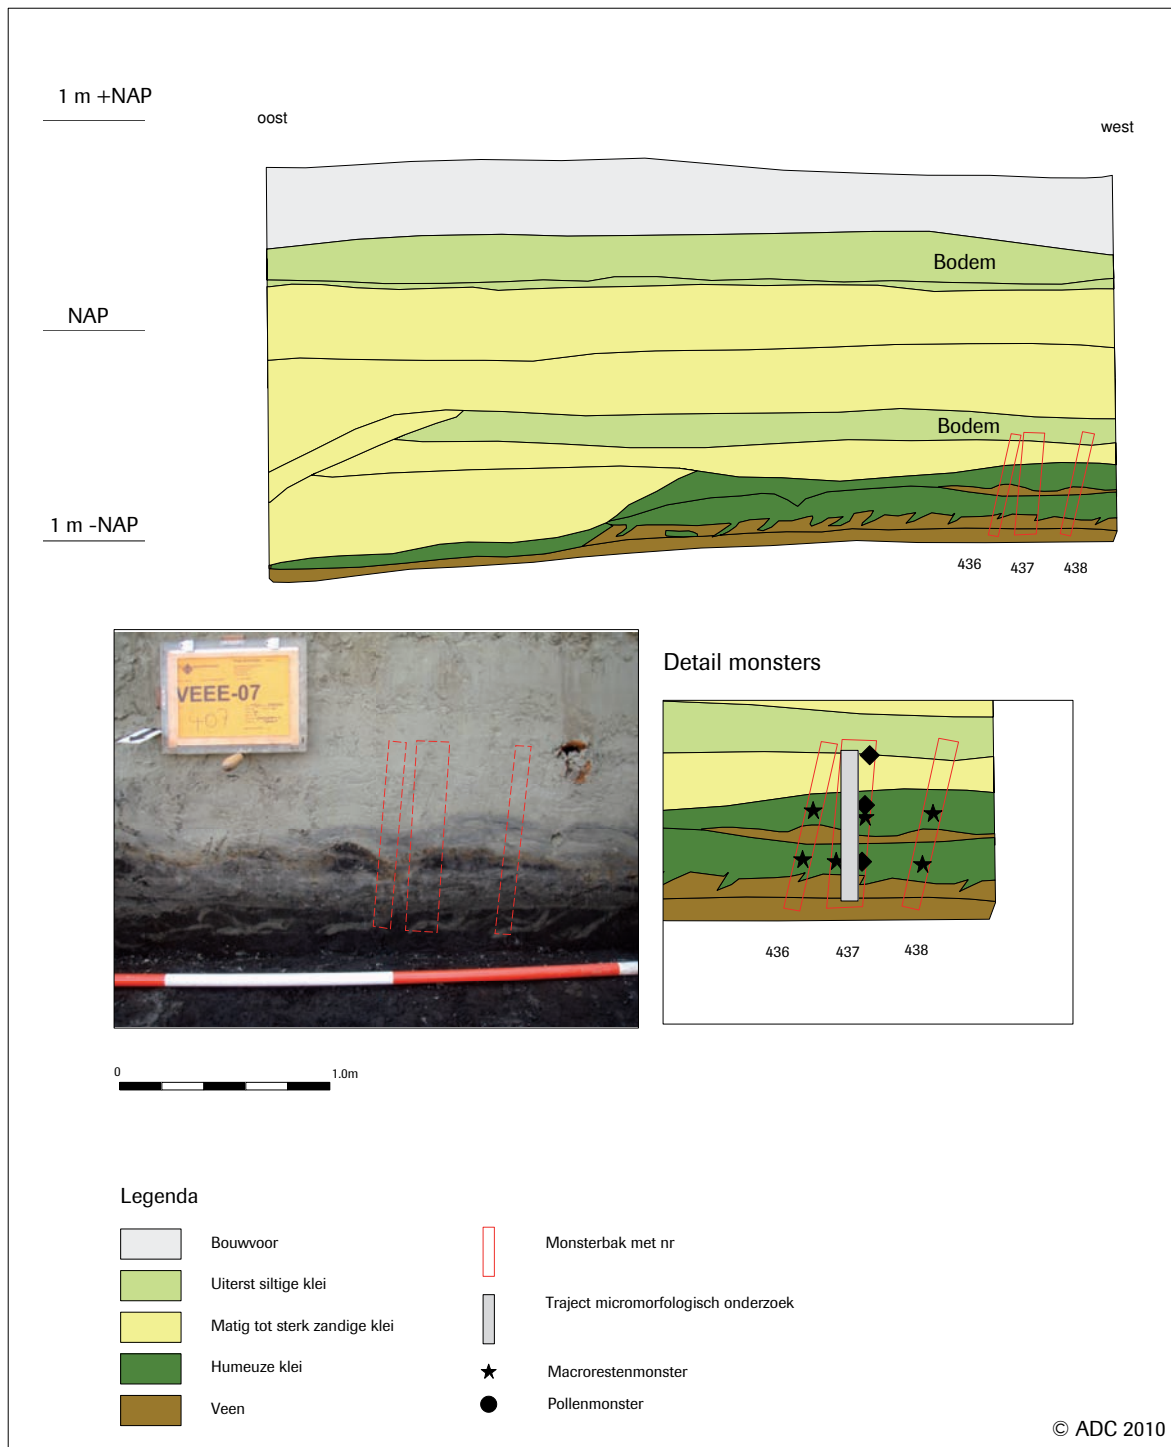 1 m +NAP
oost
west
Bodem
NAP
Bodem
1 m -NAP
436
437
438
VEEE-07
407
Detail monsters
436
437
438
0
1.0m
Legenda
Bouwvoor
Uiterst siltige klei
Matig tot sterk zandige klei
Humeuze klei
Veen
Monsterbak met nr
Traject micromorfologisch onderzoek
Macrorestenmonster
Pollenmonster
© ADC 2010